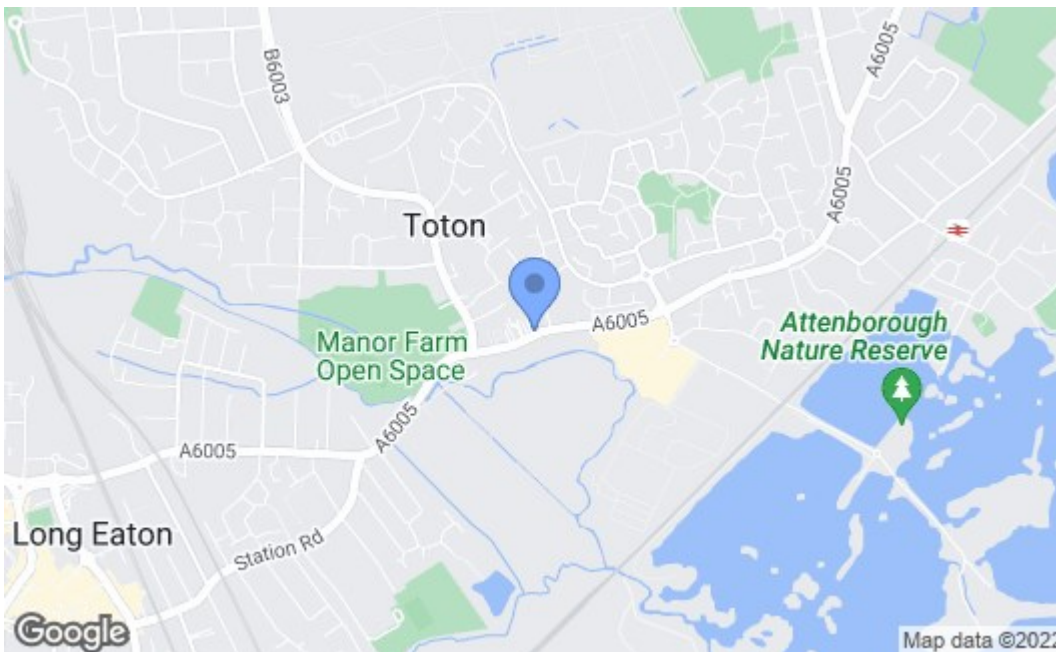 B6003
A6005
A6005
Toton
A6005
Manor Farm
Open Space
Attenborough
Nature Reserve
A6005
A6005
Long Eaton
Station Rd
Google
Map data ©2022